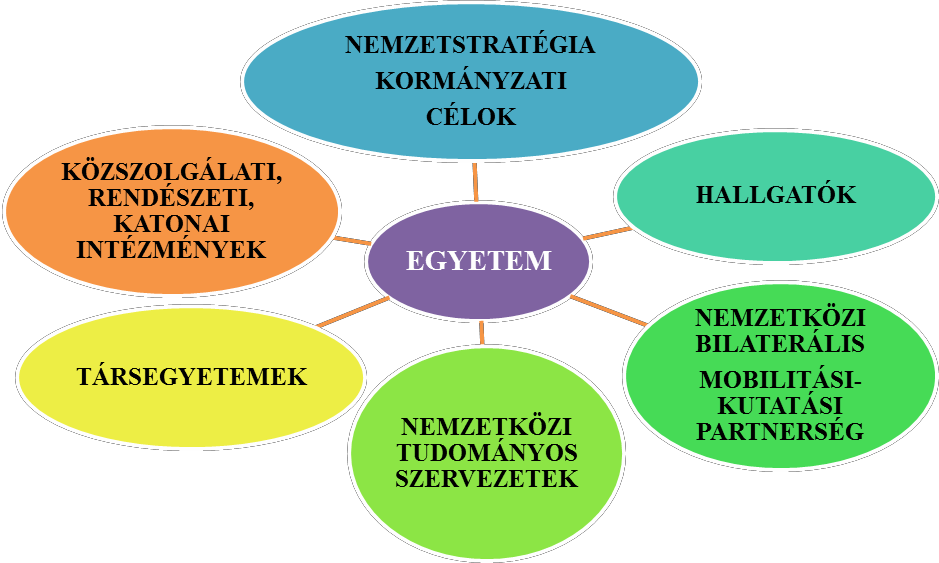 NEMZETSTRATÉGIA
KORMÁNYZATI
CÉLOK
KÖZSZOLGÁLATI,
RENDÉSZETI,
KATONAI
INTÉZMÉNYEK
HALLGATÓK
EGYETEM
TÁRSEGYETEMEK
NEMZETKÖZI
BILATERÁLIS
MOBILITÁSI-
KUTATÁSI
PARTNERSÉG
NEMZETKÖZI
TUDOMÁNYOS
SZERVEZETEK